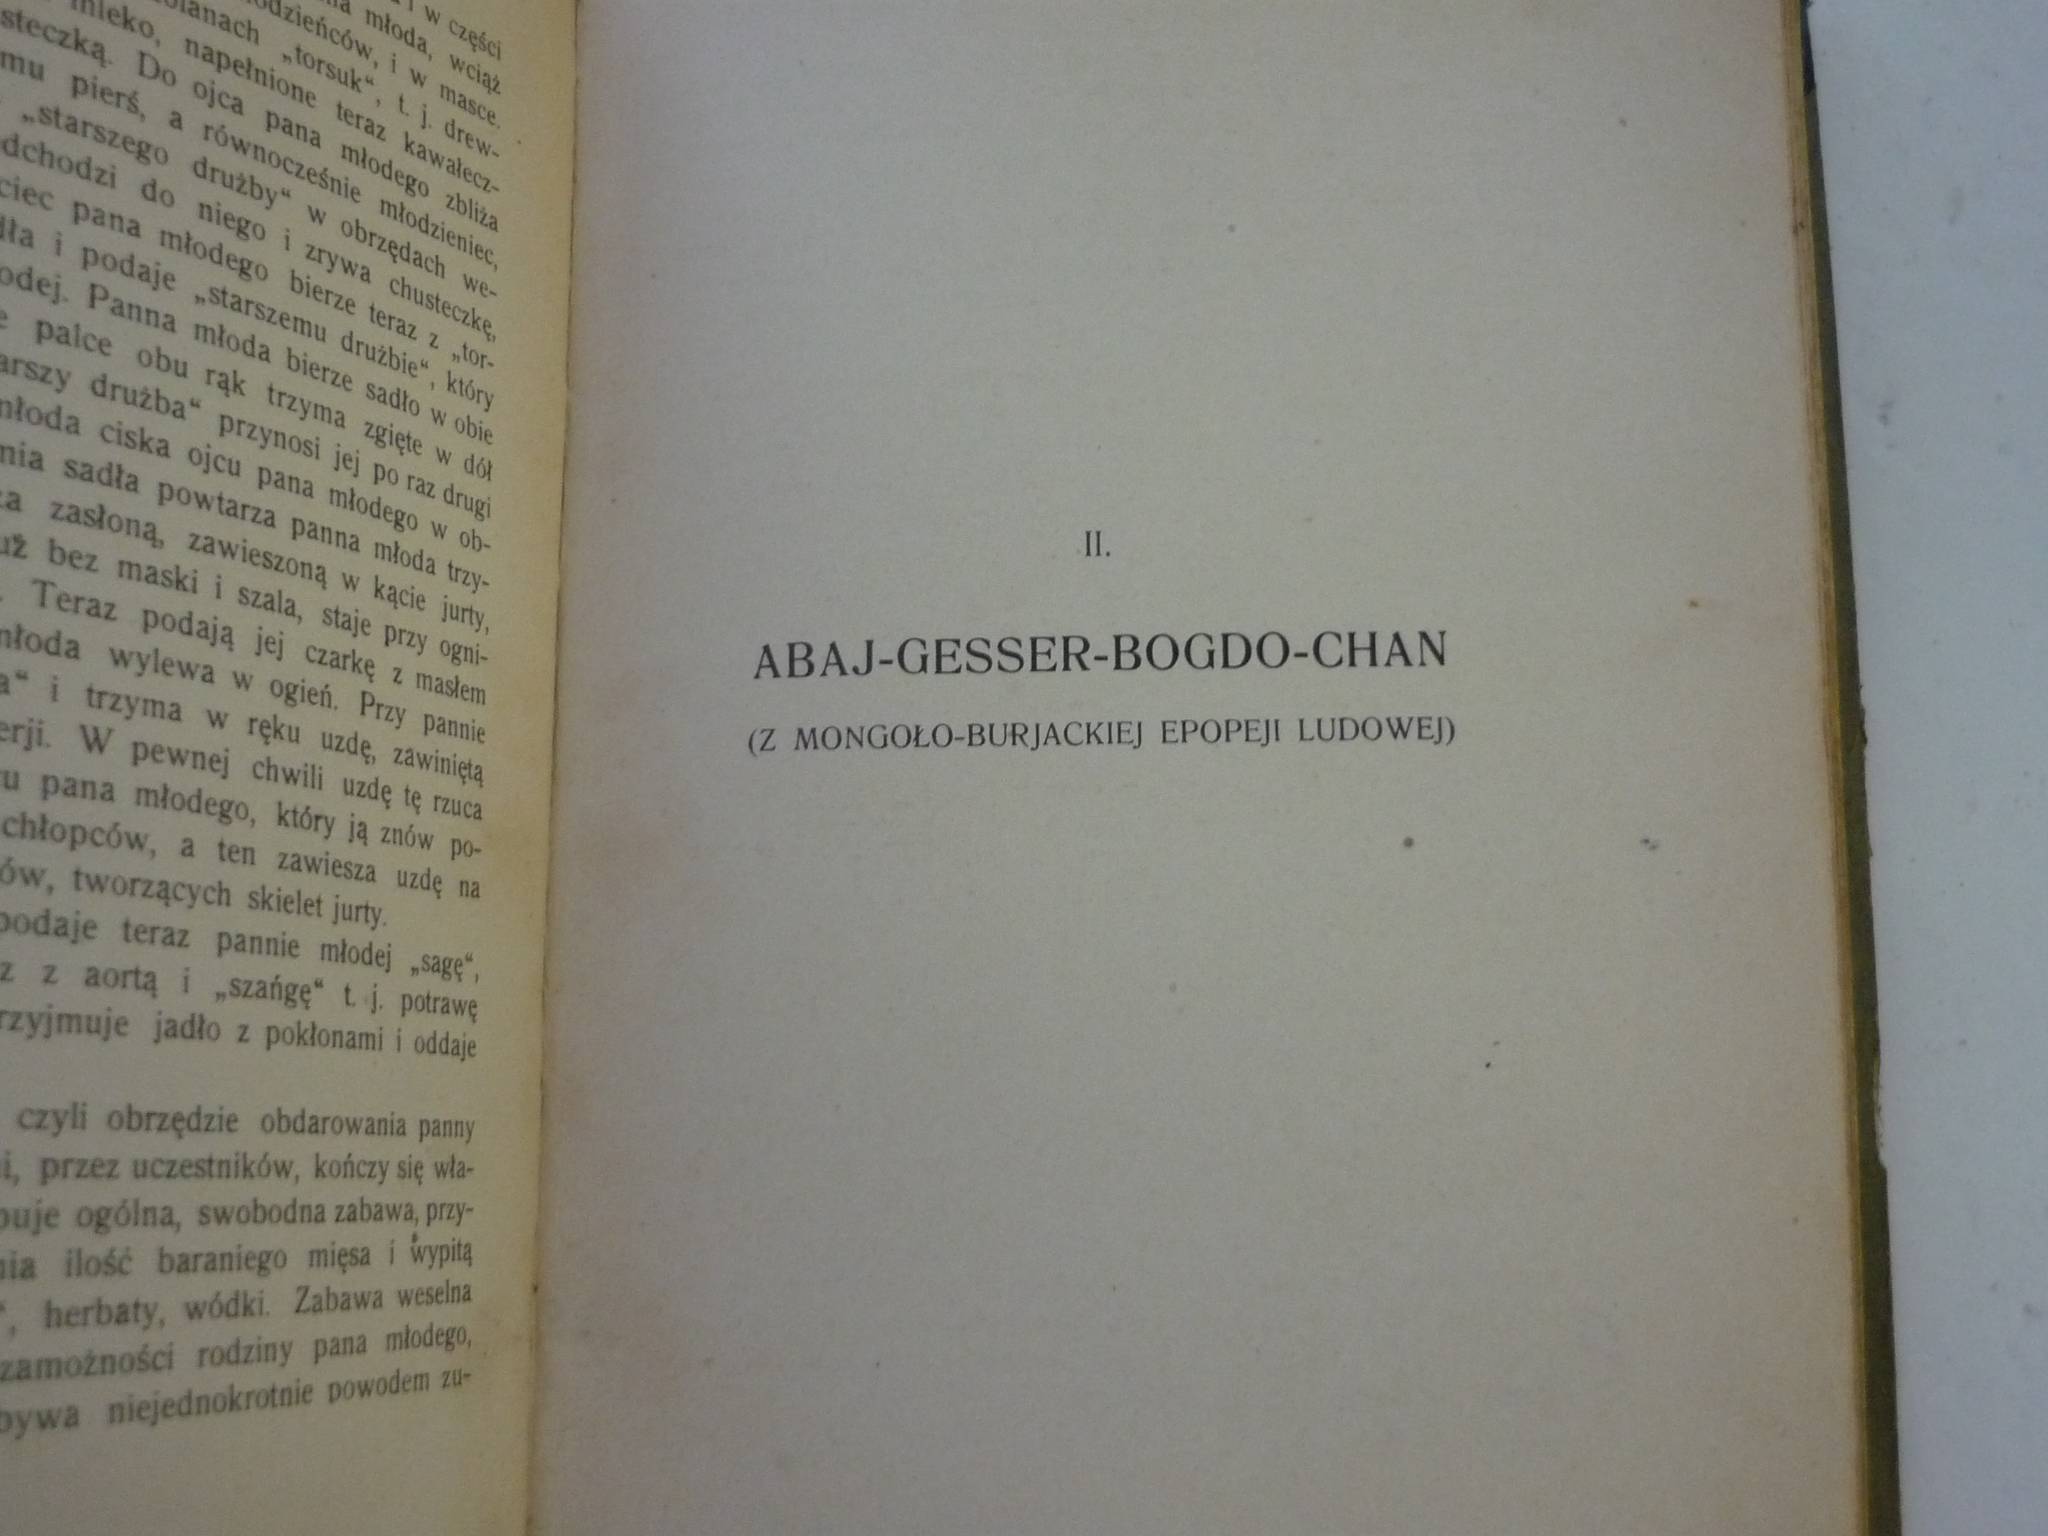 i w części
młoda, wciąż
młodzieńców, i w masce.
„torsuk“, t. j. drew-
mleko, napełnione teraz kawałecz-
steczką. Do ojca pana młodego zbliża
mu pierś, a równocześnie młodzieniec,
„starszego drużby“ w obrzędach we-
dchodzi do niego i zrywa chusteczkę,
ciec pana młodego bierze teraz z „tor-
dła i podaje „starszemu drużbie“, który
odej. Panna młoda bierze sadło w obie
e palce obu rąk trzyma zgięte w dół
arszy drużba“ przynosi jej po raz drugi
młoda ciska ojcu pana młodego w ob-
nia sadła powtarza panna młoda trzy-
za zasłoną, zawieszoną w kącie jurty,
uż bez maski i szala, staje przy ogni-
. Teraz podają jej czarkę z masłem
młoda wylewa w ogień. Przy pannie
a“ i trzyma w ręku uzdę, zawiniętą
erji. W pewnej chwili uzdę tę rzuca
u pana młodego, który ją znów po-
chłopców, a ten zawiesza uzdę na
ów, tworzących skielet jurty.
podaje teraz pannie młodej „sagę“,
z z aortą i „szańgę“ t. j. potrawę
rzyjmuje jadło z pokłonami i oddaje
czyli obrzędzie obdarowania panny
i, przez uczestników, kończy się wła-
puje ogólna, swobodna zabawa, przy-
nia ilość baraniego mięsa i wypitą
“, herbaty, wódki. Zabawa weselna
zamożności rodziny pana młodego,
bywa niejednokrotnie powodem zu-
II.
ABAJ-GESSER-BOGDO-CHAN
(Z MONGOŁO-BURJACKIEJ EPOPEJI LUDOWEJ)